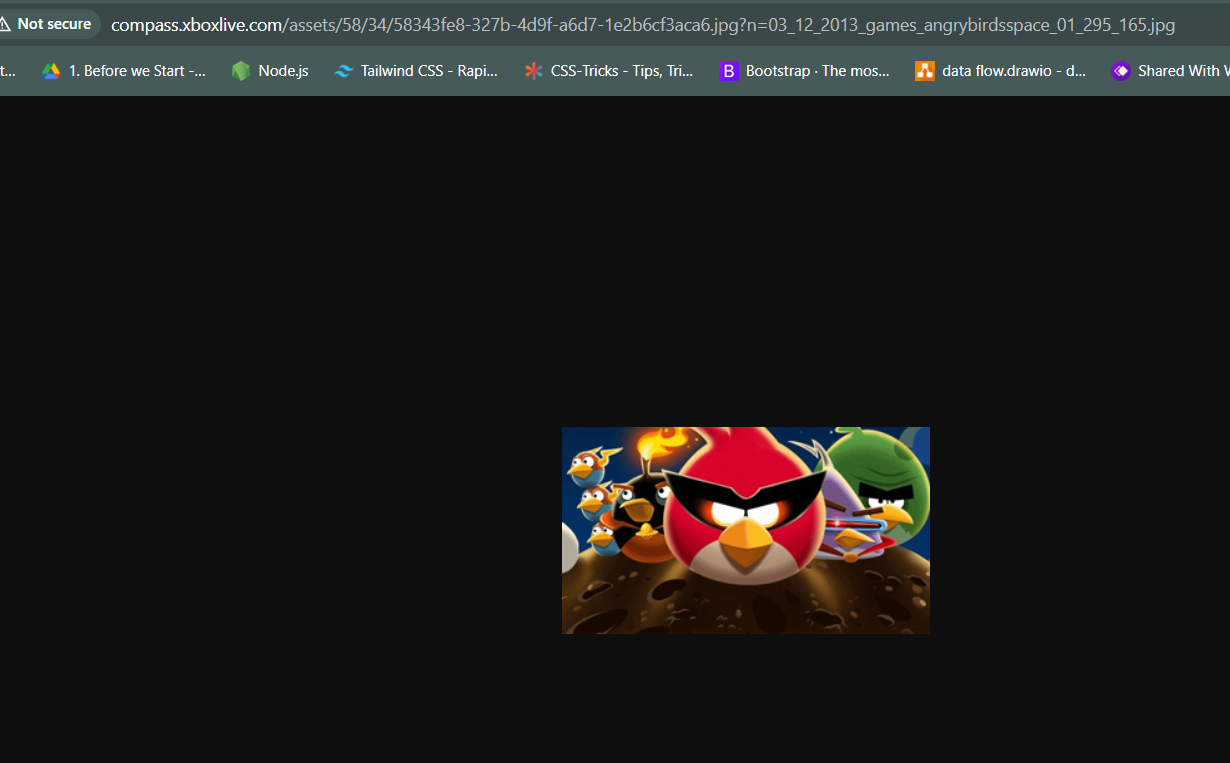 Not secure compass.xboxlive.com/assets/58/34/58343fe8-327b-4d9f-a6d7-1e2b6cf3aca6.jpg?n=03_12_2013_games_angrybirdsspace_01_295_165.jpg
t... 1. Before we Start -... Node.js Tailwind CSS - Rapi... CSS-Tricks - Tips, Tri... B Bootstrap · The mos... data flow.drawio - d... Shared With